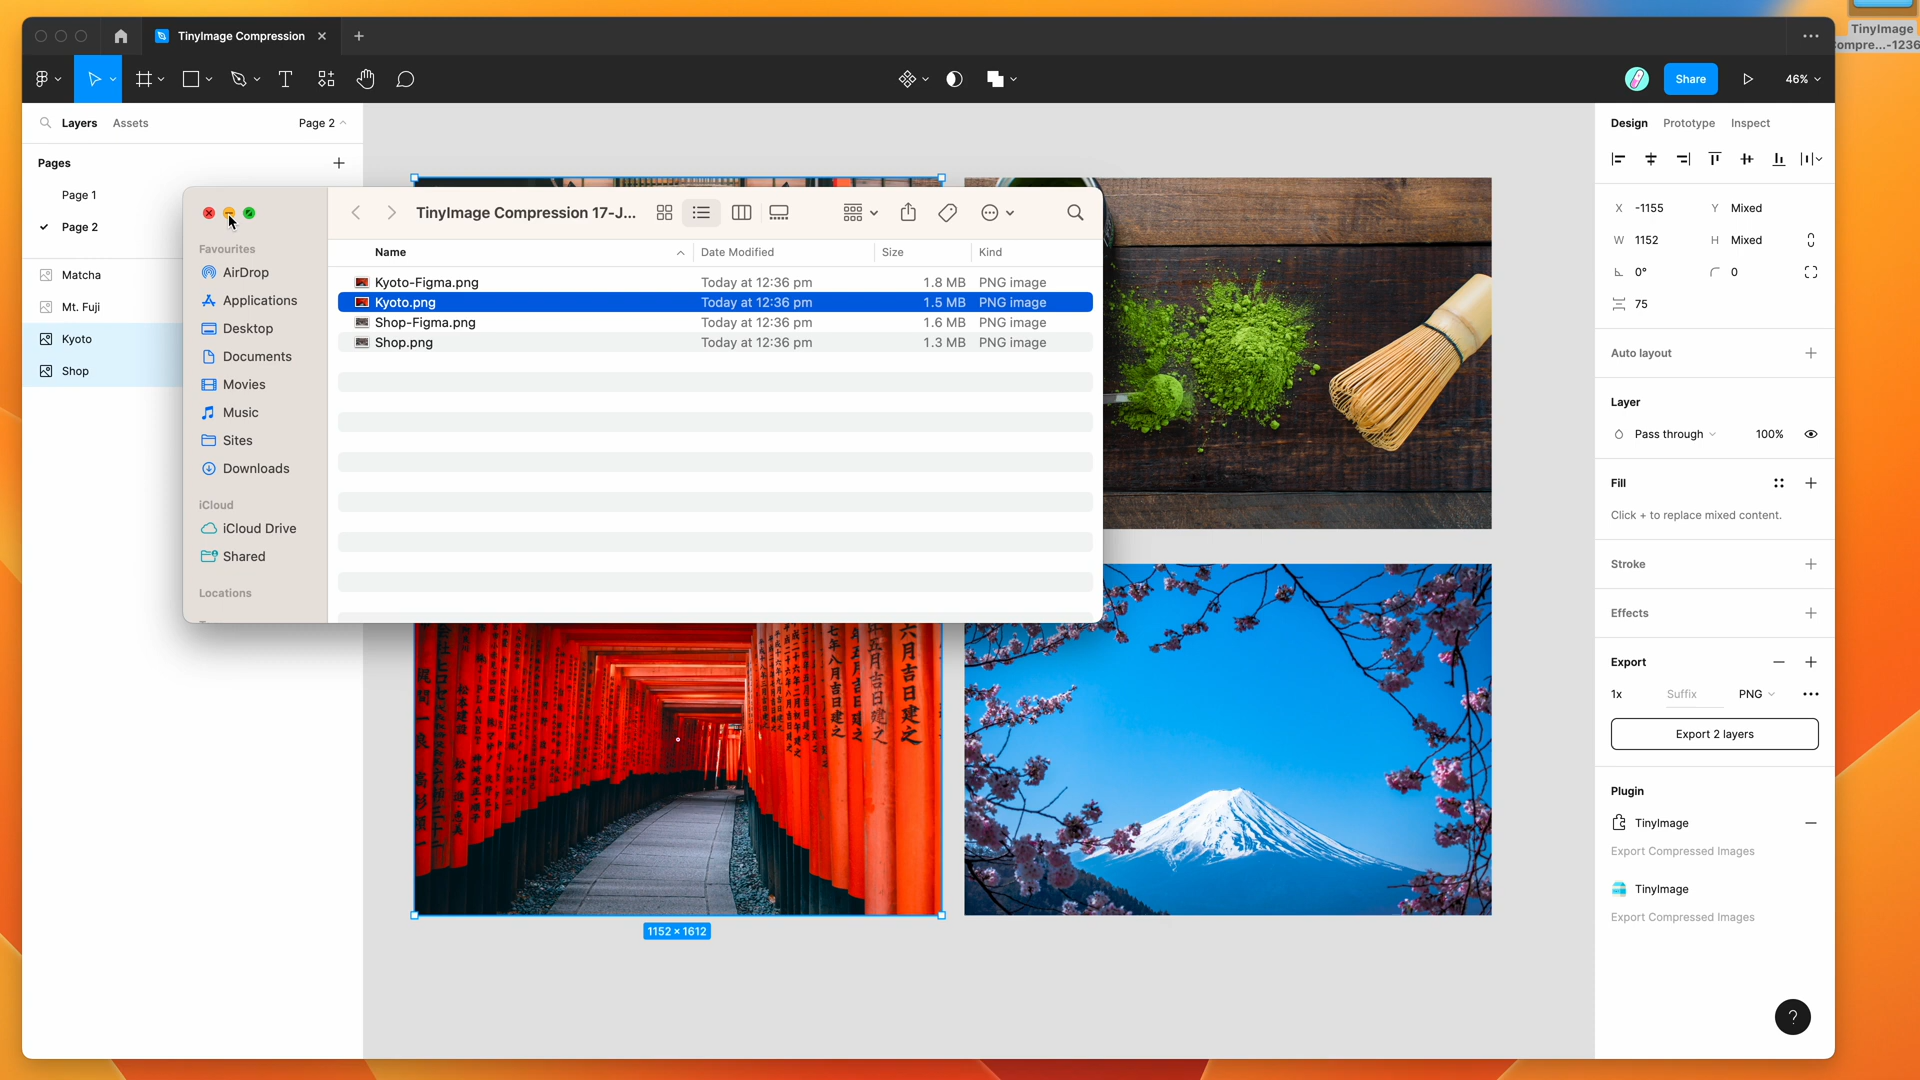 TinyImage
ompre...-1236
TinyImage Compression
Share
46%
Layers
Assets
Page 2
Pages
Page 1
Page 2
Matcha
Mt. Fuji
Kyoto
Shop
TinyImage Compression 17-J...
Favourites
AirDrop
Applications
Desktop
Documents
Movies
Music
Sites
Downloads
iCloud
iCloud Drive
Shared
Locations
Name Date Modified Size Kind
Kyoto-Figma.png Today at 12:36 pm 1.8 MB PNG image
Kyoto.png Today at 12:36 pm 1.5 MB PNG image
Shop-Figma.png Today at 12:36 pm 1.6 MB PNG image
Shop.png Today at 12:36 pm 1.3 MB PNG image
1152 × 1612
Design Prototype Inspect
X -1155 Y Mixed
W 1152 H Mixed
0° 0
75
Auto layout
Layer
Pass through 100%
Fill
Click + to replace mixed content.
Stroke
Effects
Export
1x Suffix PNG
Export 2 layers
Plugin
TinyImage
Export Compressed Images
TinyImage
Export Compressed Images
?